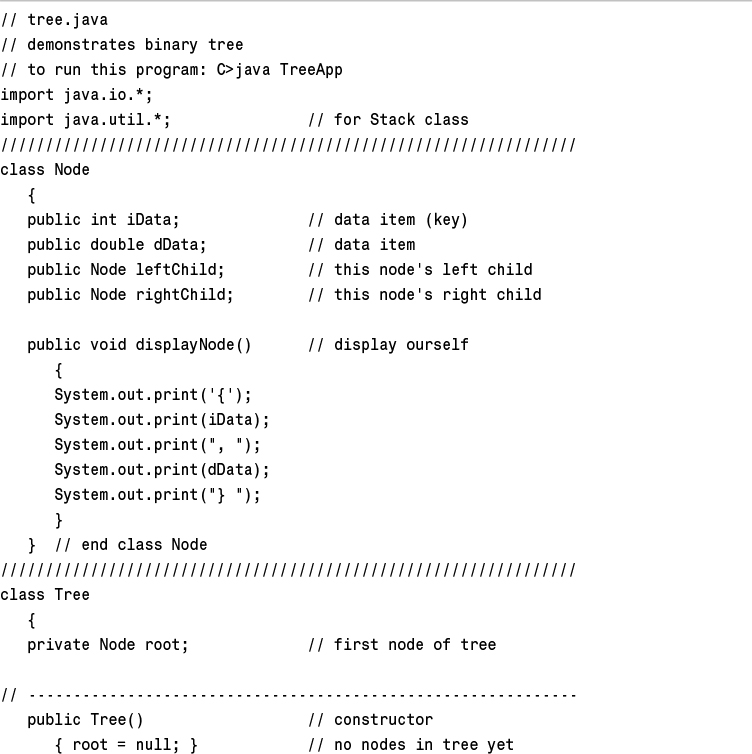 // tree.java
// demonstrates binary tree
// to run this program: C>java TreeApp
import java.io.*;
import java.util.*;               // for Stack class
////////////////////////////////////////////////////////////////
class Node
   {
   public int iData;              // data item (key)
   public double dData;           // data item
   public Node leftChild;         // this node's left child
   public Node rightChild;        // this node's right child

   public void displayNode()      // display ourself
      {
      System.out.print('{');
      System.out.print(iData);
      System.out.print(", ");
      System.out.print(dData);
      System.out.print("} ");
      }
   }  // end class Node
////////////////////////////////////////////////////////////////
class Tree
   {
   private Node root;             // first node of tree

// -------------------------------------------------------------
   public Tree()                  // constructor
      { root = null; }            // no nodes in tree yet